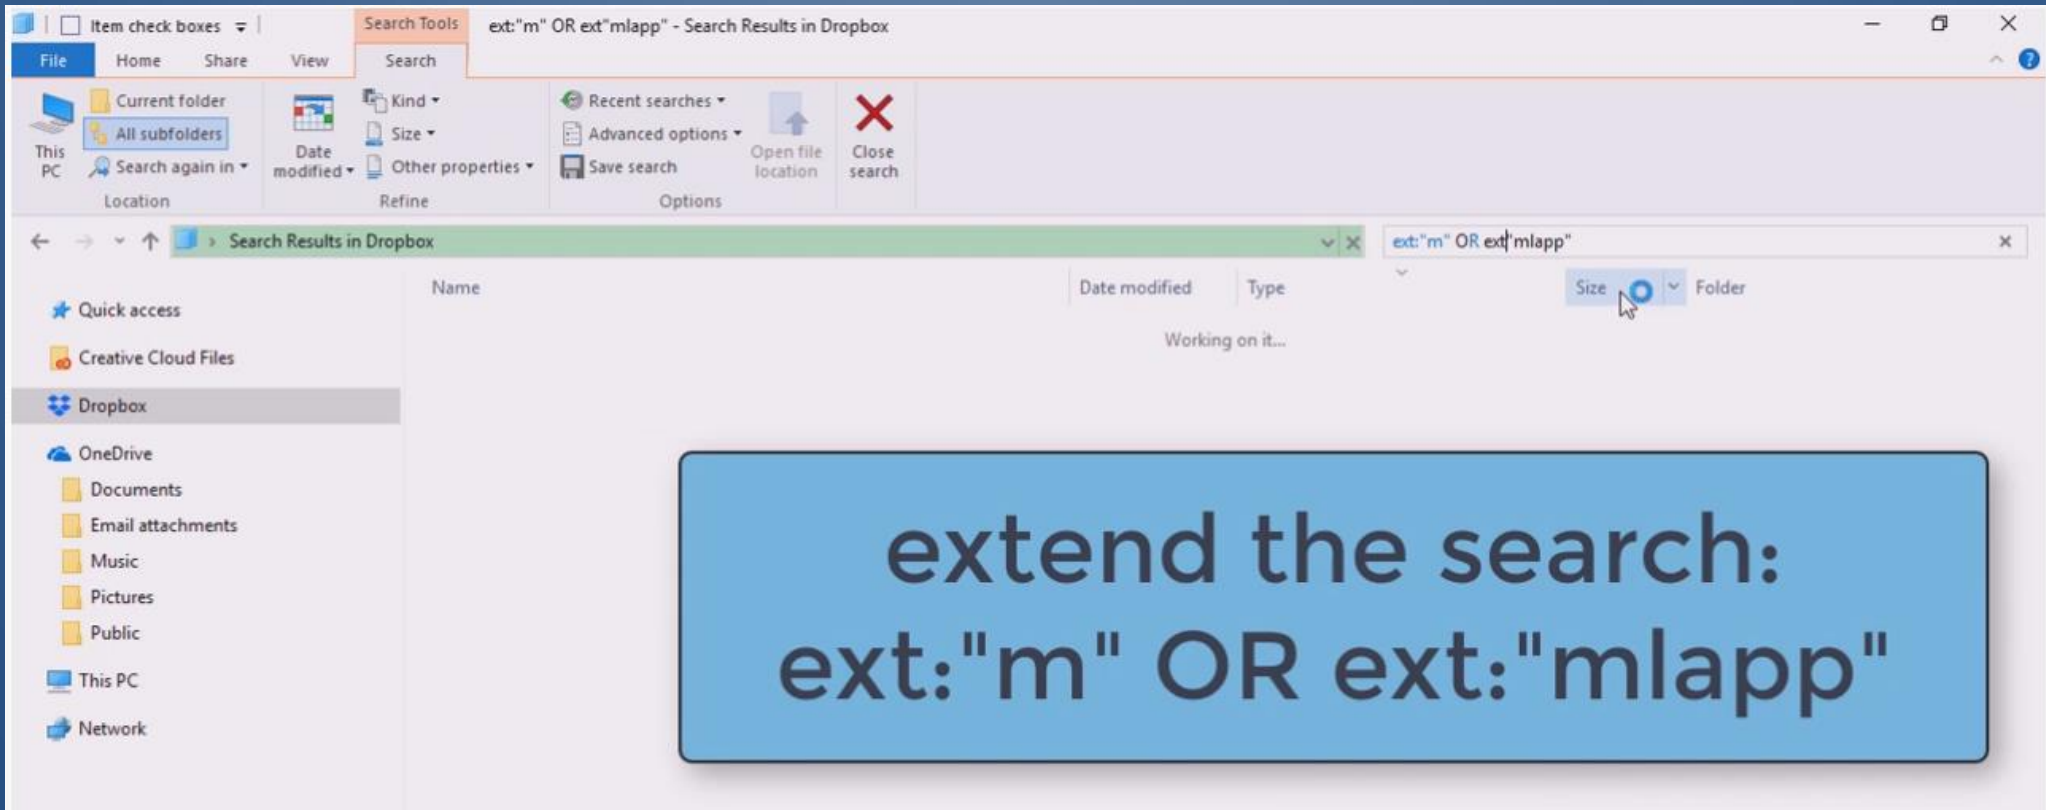 Item check boxes
Search Tools
ext:"m" OR ext"mlapp" - Search Results in Dropbox
File
Home
Share
View
Search
Current folder
All subfolders
Search again in
This
PC
Location
Date
modified
Kind
Size
Other properties
Refine
Recent searches
Advanced options
Save search
Open file
location
Options
Close
search
Search Results in Dropbox
ext:"m" OR ext"mlapp"
Name
Date modified
Type
Size
Folder
Working on it...
Quick access
Creative Cloud Files
Dropbox
OneDrive
Documents
Email attachments
Music
Pictures
Public
This PC
Network
extend the search:
ext:"m" OR ext:"mlapp"